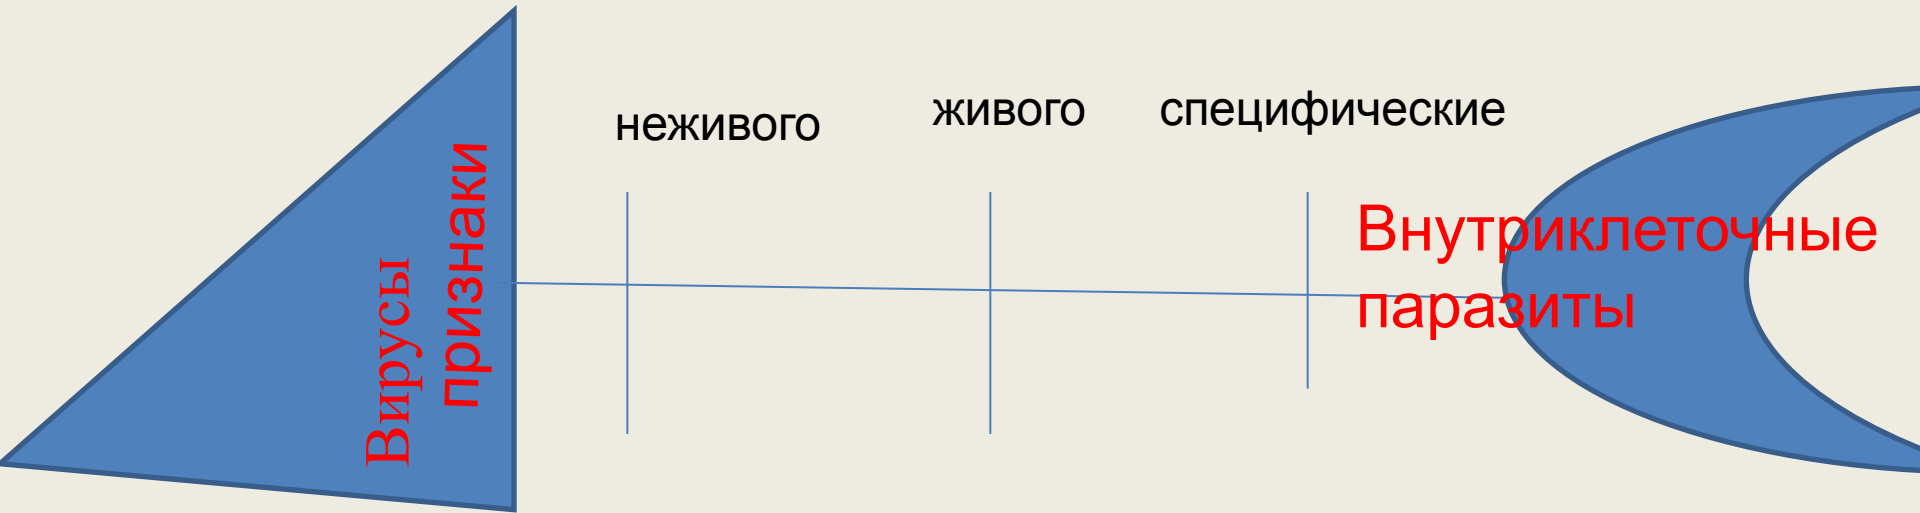 Вирусы
признаки
неживого
живого
специфические
Внутриклеточные
паразиты